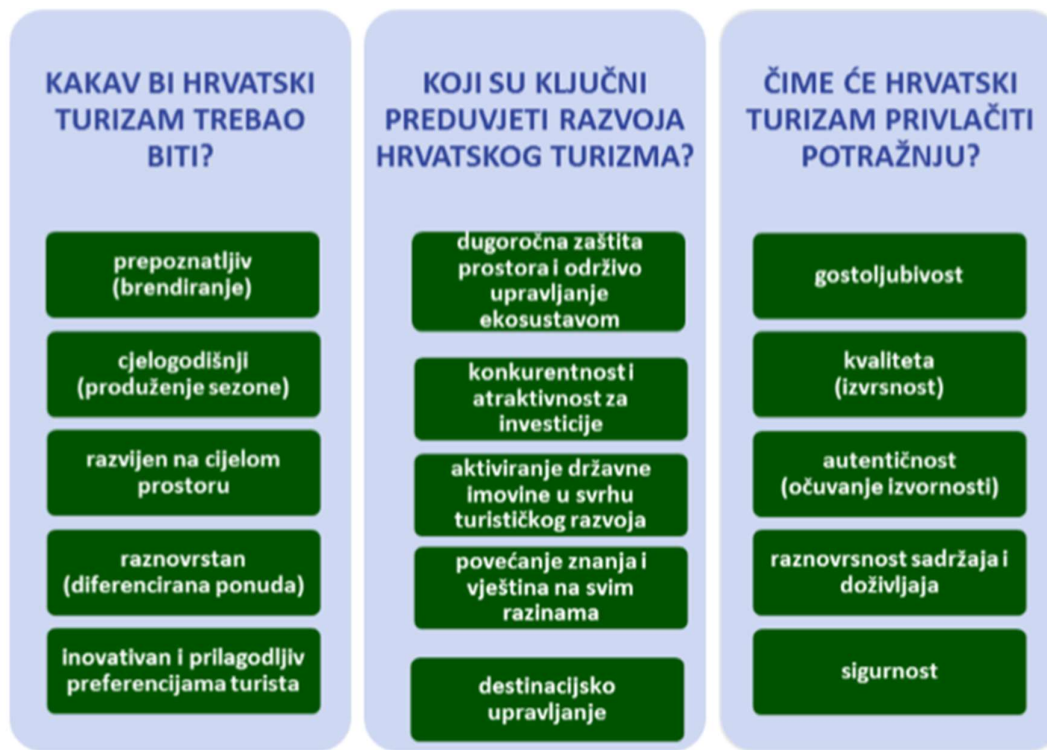 KAKAV BI HRVATSKI
TURIZAM TREBAO
BITI?
prepoznatljiv
(brendiranje)
cjelogodišnji
(produženje sezone)
razvijen na cijelom
prostoru
raznovrstan
(diferencirana ponuda)
inovativan i prilagodljiv
preferencijama turista
KOJI SU KLJUČNI
PREDUVJETI RAZVOJA
HRVATSKOG TURIZMA?
dugoročna zaštita
prostora i održivo
upravljanje
ekosustavom
konkurentnost i
atraktivnost za
investicije
aktiviranje državne
imovine u svrhu
turističkog razvoja
povećanje znanja i
vještina na svim
razinama
destinacijsko
upravljanje
ČIME ĆE HRVATSKI
TURIZAM PRIVLAČITI
POTRAŽNJU?
gostoljubivost
kvaliteta
(izvrsnost)
autentičnost
(očuvanje izvornosti)
raznovrsnost sadržaja i
doživljaja
sigurnost